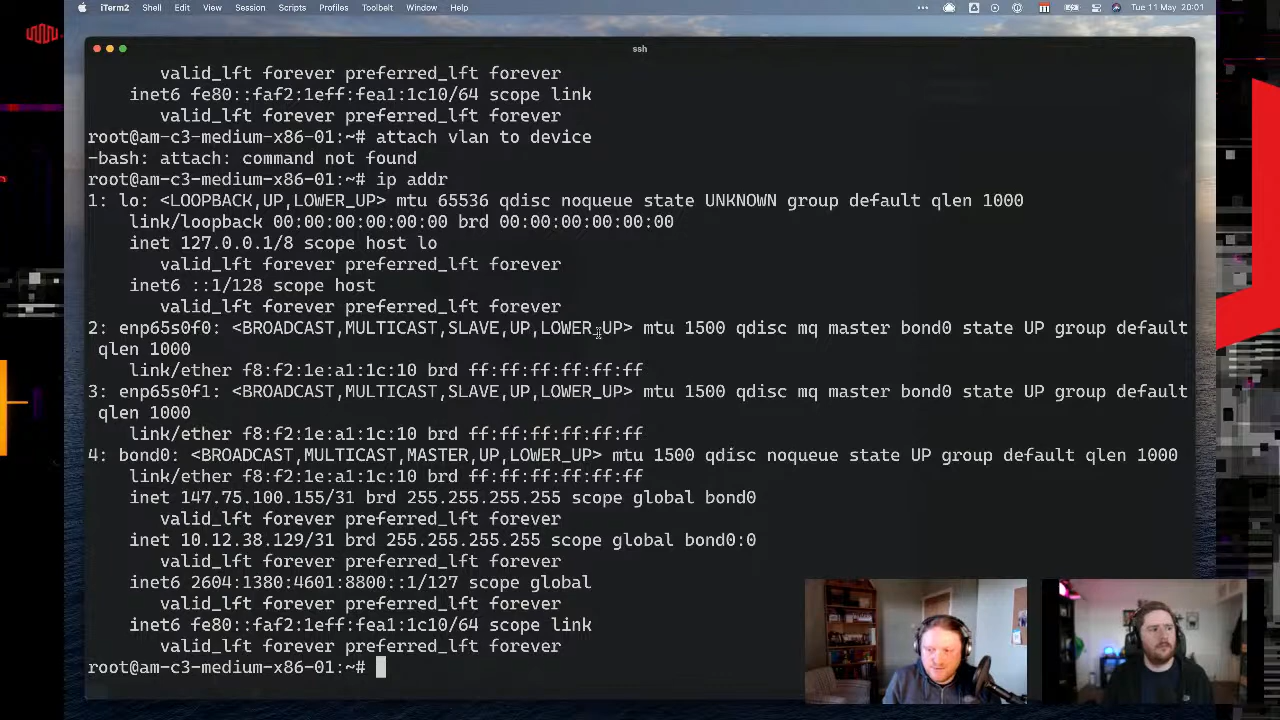 iTerm2 Shell Edit View Session Scripts Profiles Toolbelt Window Help
Tue 11 May 20:01
ssh
valid_lft forever preferred_lft forever
inet6 fe80::faf2:1eff:fea1:1c10/64 scope link
valid_lft forever preferred_lft forever
root@am-c3-medium-x86-01:~# attach vlan to device
-bash: attach: command not found
root@am-c3-medium-x86-01:~# ip addr
1: lo: <LOOPBACK,UP,LOWER_UP> mtu 65536 qdisc noqueue state UNKNOWN group default qlen 1000
link/loopback 00:00:00:00:00:00 brd 00:00:00:00:00:00
inet 127.0.0.1/8 scope host lo
valid_lft forever preferred_lft forever
inet6 ::1/128 scope host
valid_lft forever preferred_lft forever
2: enp65s0f0: <BROADCAST,MULTICAST,SLAVE,UP,LOWER_UP> mtu 1500 qdisc mq master bond0 state UP group default
qlen 1000
link/ether f8:f2:1e:a1:1c:10 brd ff:ff:ff:ff:ff:ff
3: enp65s0f1: <BROADCAST,MULTICAST,SLAVE,UP,LOWER_UP> mtu 1500 qdisc mq master bond0 state UP group default
qlen 1000
link/ether f8:f2:1e:a1:1c:10 brd ff:ff:ff:ff:ff:ff
4: bond0: <BROADCAST,MULTICAST,MASTER,UP,LOWER_UP> mtu 1500 qdisc noqueue state UP group default qlen 1000
link/ether f8:f2:1e:a1:1c:10 brd ff:ff:ff:ff:ff:ff
inet 147.75.100.155/31 brd 255.255.255.255 scope global bond0
valid_lft forever preferred_lft forever
inet 10.12.38.129/31 brd 255.255.255.255 scope global bond0:0
valid_lft forever preferred_lft forever
inet6 2604:1380:4601:8800::1/127 scope global
valid_lft forever preferred_lft forever
inet6 fe80::faf2:1eff:fea1:1c10/64 scope link
valid_lft forever preferred_lft forever
root@am-c3-medium-x86-01:~#